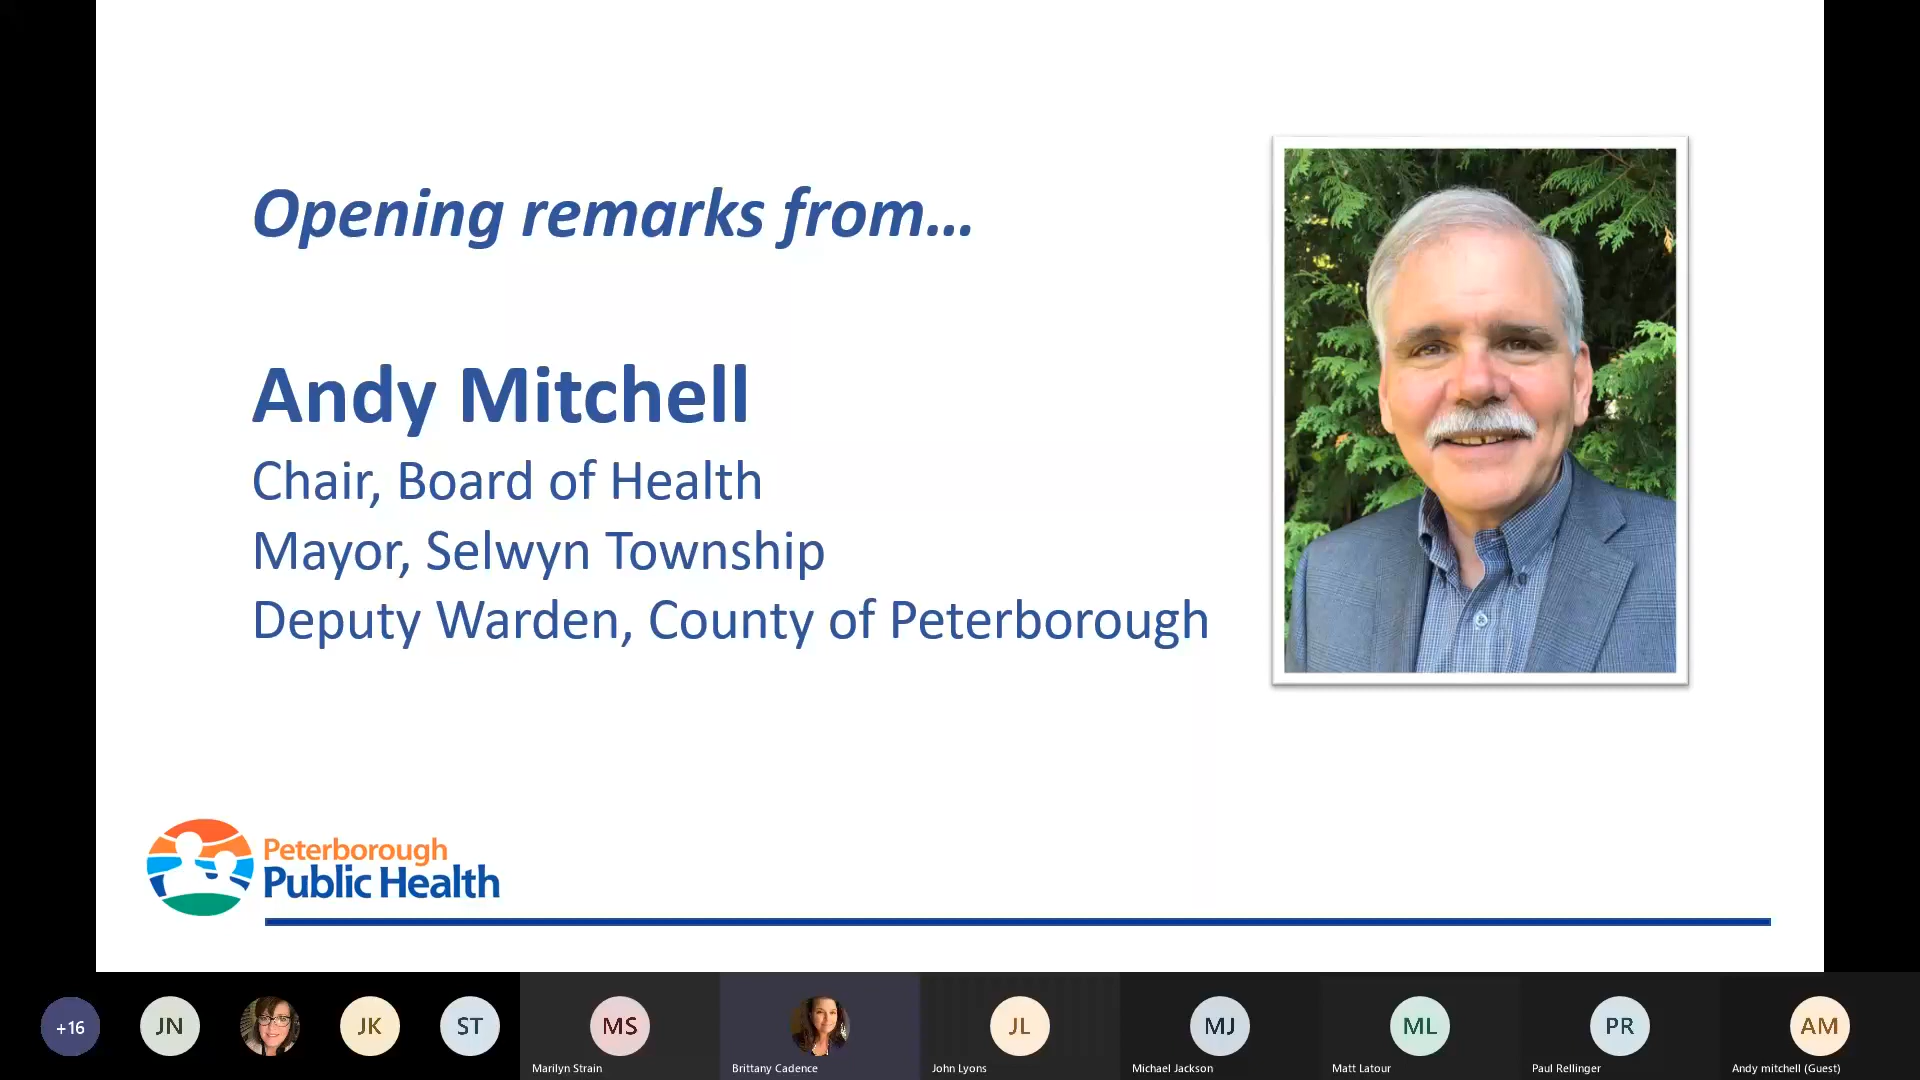 Opening remarks from...
Andy Mitchell
Chair, Board of Health
Mayor, Selwyn Township
Deputy Warden, County of Peterborough
Peterborough
Public Health
+16
JN
JK
ST
MS
JL
MJ
ML
PR
AM
Marilyn Strain
Brittany Cadence
John Lyons
Michael Jackson
Matt Latour
Paul Rellinger
Andy mitchell (Guest)